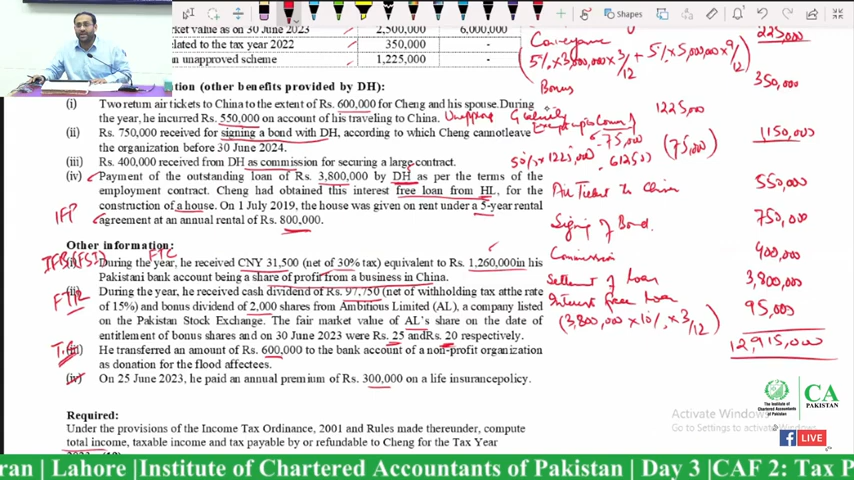 Shapes
arket value as on 30 June 2023 2,500,000 6,000,000
elated to the tax year 2022 350,000 -
n unapproved scheme 1,225,000 -
tion (other benefits provided by DH):
(i) Two return air tickets to China to the extent of Rs. 600,000 for Cheng and his spouse.During
the year, he incurred Rs. 550,000 on account of his traveling to China.
(ii) Rs. 750,000 received for signing a bond with DH, according to which Cheng cannotleave
the organization before 30 June 2024.
(iii) Rs. 400,000 received from DH as commission for securing a large contract.
(iv) Payment of the outstanding loan of Rs. 3,800,000 by DH as per the terms of the
employment contract. Cheng had obtained this interest free loan from HL, for the
construction of a house. On 1 July 2019, the house was given on rent under a 5-year rental
agreement at an annual rental of Rs. 800,000.
IFP
Other information:
FTC
IFB (FSI)
(i) During the year, he received CNY 31,500 (net of 30% tax) equivalent to Rs. 1,260,000in his
Pakistani bank account being a share of profit from a business in China.
FTR
(ii) During the year, he received cash dividend of Rs. 97,750 (net of withholding tax atthe rate
of 15%) and bonus dividend of 2,000 shares from Ambitious Limited (AL), a company listed
on the Pakistan Stock Exchange. The fair market value of AL's share on the date of
entitlement of bonus shares and on 30 June 2023 were Rs. 25 andRs. 20 respectively.
(iii) He transferred an amount of Rs. 600,000 to the bank account of a non-profit organization
as donation for the flood affectees.
(iv) On 25 June 2023, he paid an annual premium of Rs. 300,000 on a life insurancepolicy.
Required:
Under the provisions of the Income Tax Ordinance, 2001 and Rules made thereunder, compute
total income, taxable income and tax payable by or refundable to Cheng for the Tax Year
225,000
Conveyance
(5% x 3,800,000 x 3/12 + 5% x 5,000,000 x 9/12)
Bonus 350,000
Gratuity 1225,000
75,000
50% x 1225,000 612500 (75,000) 1150,000
Air Ticket to China 550,000
Signing of Bond 750,000
Commission 400,000
Settlement of loan 3,800,000
Interest free loan 95,000
(3,800,000 x 10% x 3/12)
12,915,000
The Institute of
Chartered Accountants
of Pakistan
CA
PAKISTAN
Activate Windows
Go to Settings to activate Windows
LIVE
ran | Lahore |Institute of Chartered Accountants of Pakistan | Day 3 |CAF 2: Tax P